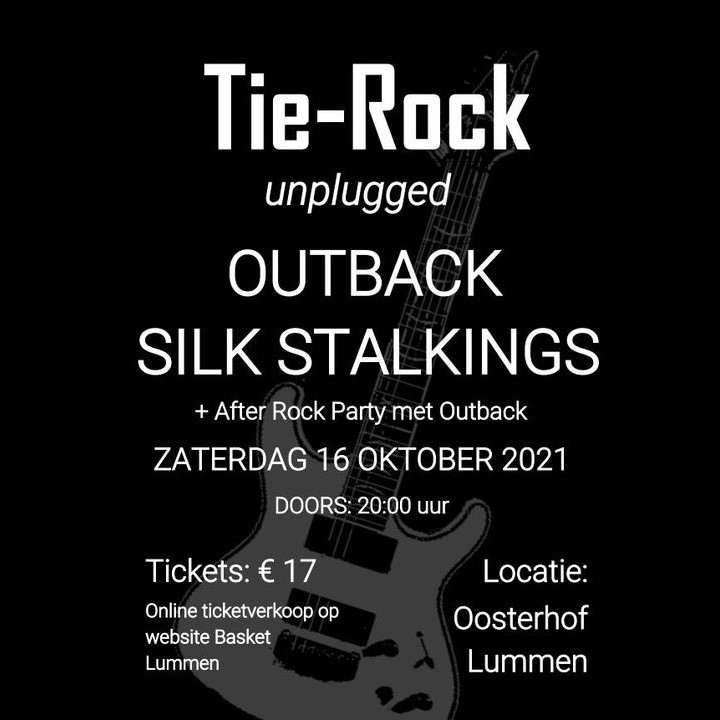 Tie-Rock
unplugged
OUTBACK
SILK STALKINGS
+ After Rock Party met Outback
ZATERDAG 16 OKTOBER 2021
DOORS: 20:00 uur
Tickets: € 17
Online ticketverkoop op
website Basket
Lummen
Locatie:
Oosterhof
Lummen